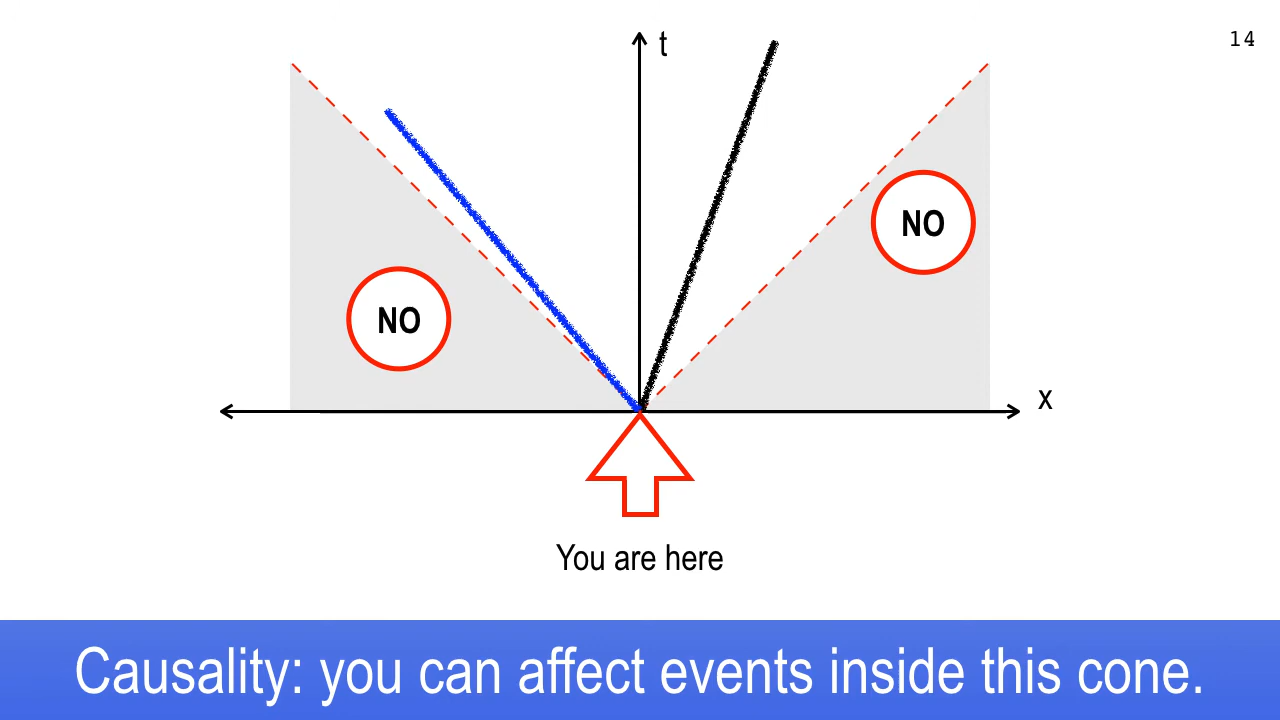 14
t
NO
NO
x
You are here
Causality: you can affect events inside this cone.